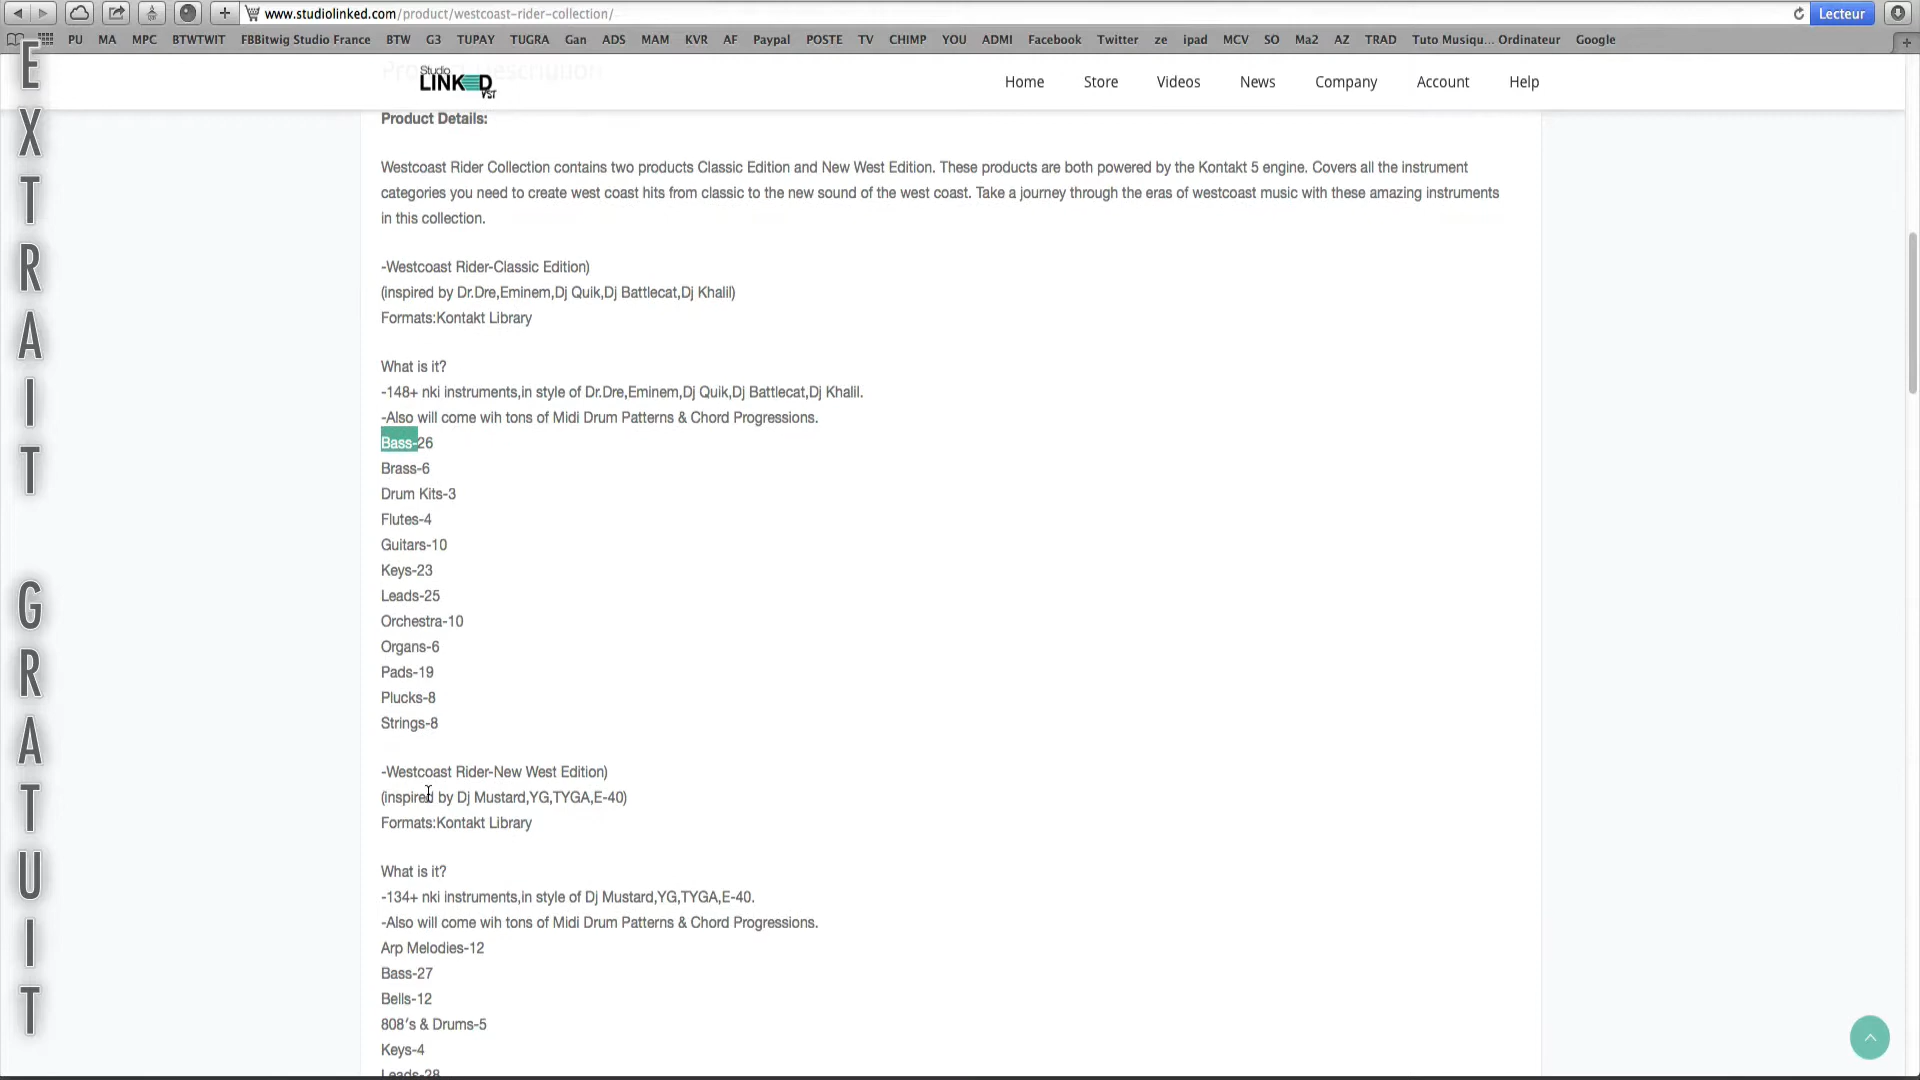 www.studiolinked.com/product/westcoast-rider-collection/
Lecteur
PU MA MPC BTWTWIT FBBitwig Studio France BTW G3 TUPAY TUGRA Gan ADS MAM KVR AF Paypal POSTE TV CHIMP YOU ADMI Facebook Twitter ze ipad MCV SO Ma2 AZ TRAD Tuto Musiqu... Ordinateur Google
EXTRAIT GRATUIT
Product Description
Studio
LINKED
VST
Home Store Videos News Company Account Help
Product Details:
Westcoast Rider Collection contains two products Classic Edition and New West Edition. These products are both powered by the Kontakt 5 engine. Covers all the instrument
categories you need to create west coast hits from classic to the new sound of the west coast. Take a journey through the eras of westcoast music with these amazing instruments
in this collection.
-Westcoast Rider-Classic Edition)
(inspired by Dr.Dre,Eminem,Dj Quik,Dj Battlecat,Dj Khalil)
Formats:Kontakt Library
What is it?
-148+ nki instruments,in style of Dr.Dre,Eminem,Dj Quik,Dj Battlecat,Dj Khalil.
-Also will come wih tons of Midi Drum Patterns & Chord Progressions.
Bass-26
Brass-6
Drum Kits-3
Flutes-4
Guitars-10
Keys-23
Leads-25
Orchestra-10
Organs-6
Pads-19
Plucks-8
Strings-8
-Westcoast Rider-New West Edition)
(inspired by Dj Mustard,YG,TYGA,E-40)
Formats:Kontakt Library
What is it?
-134+ nki instruments,in style of Dj Mustard,YG,TYGA,E-40.
-Also will come wih tons of Midi Drum Patterns & Chord Progressions.
Arp Melodies-12
Bass-27
Bells-12
808's & Drums-5
Keys-4
Leads-28